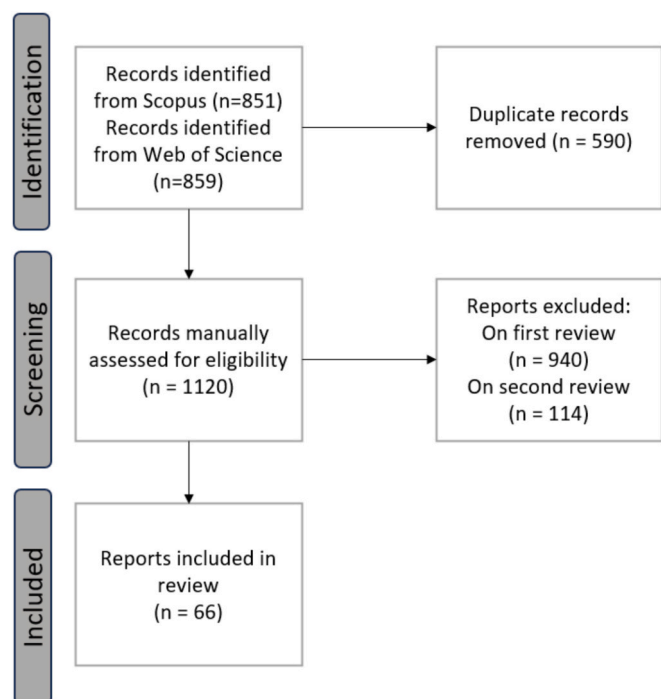 Identification
Records identified
from Scopus (n=851)
Records identified
from Web of Science
(n=859)
Duplicate records
removed (n = 590)
Screening
Records manually
assessed for eligibility
(n = 1120)
Reports excluded:
On first review
(n = 940)
On second review
(n = 114)
Included
Reports included in
review
(n = 66)